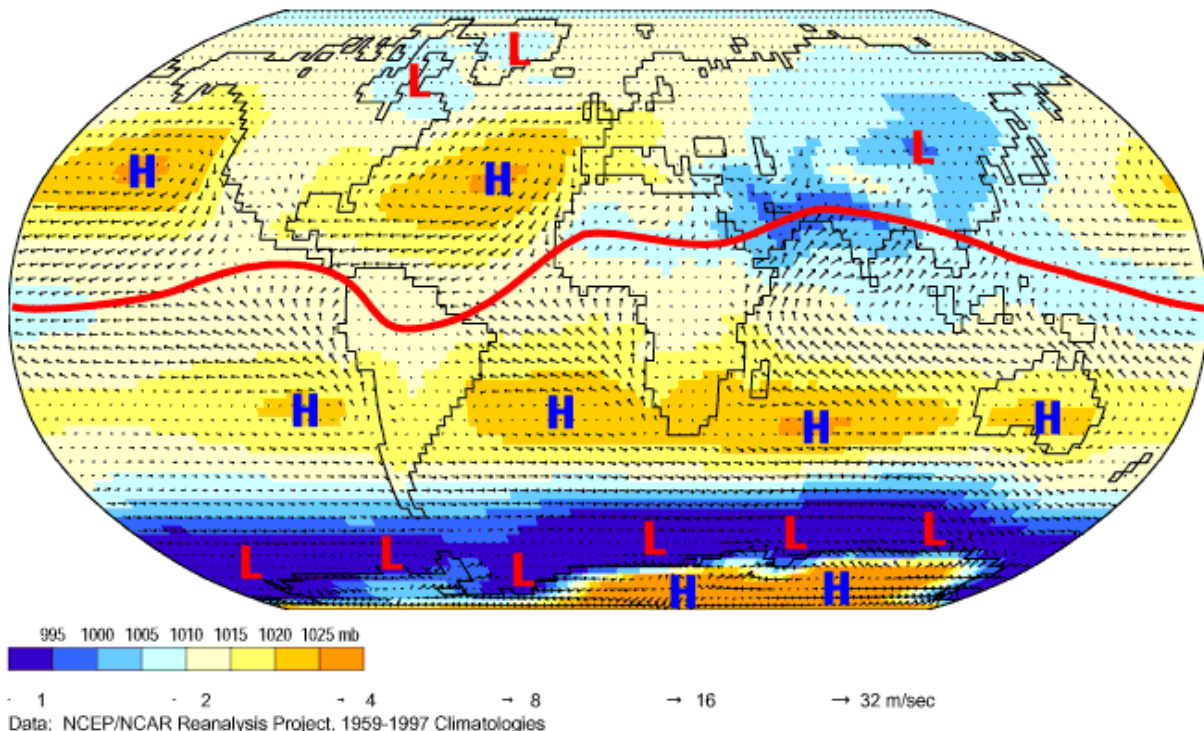 L
L
H
H
L
H
H
H
H
L
L
L
L
L
L
H
H
995 1000 1005 1010 1015 1020 1025 mb
1 2 4 8 16 32 m/sec
Data: NCEP/NCAR Reanalysis Project, 1959-1997 Climatologies